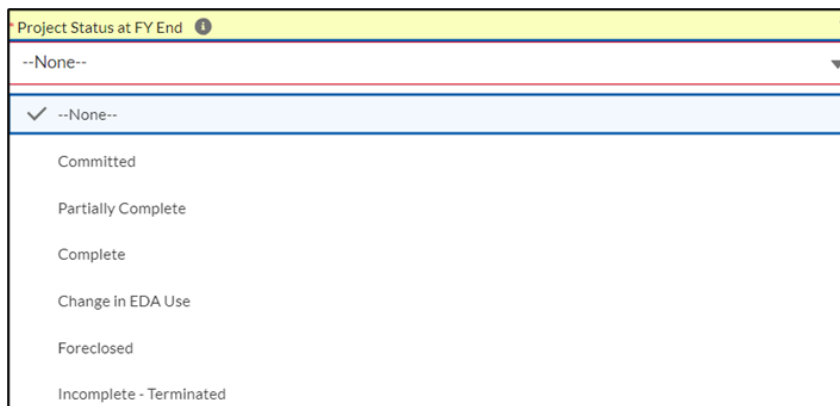 * Project Status at FY End
--None--
--None--
Committed
Partially Complete
Complete
Change in EDA Use
Foreclosed
Incomplete - Terminated